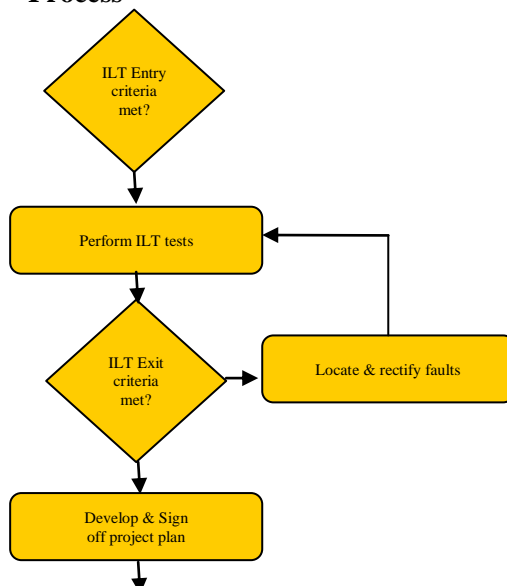 Process
ILT Entry
criteria
met?
Perform ILT tests
ILT Exit
criteria
met?
Locate & rectify faults
Develop & Sign
off project plan